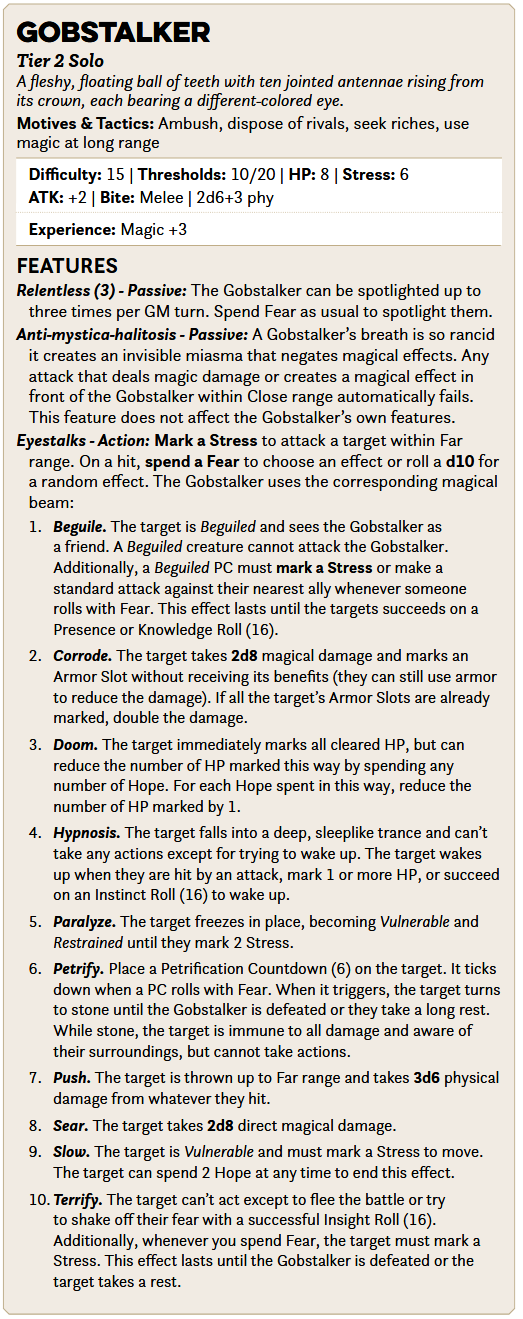 GOBSTALKER
Tier 2 Solo
A fleshy, floating ball of teeth with ten jointed antennae rising from
its crown, each bearing a different-colored eye.
Motives & Tactics: Ambush, dispose of rivals, seek riches, use
magic at long range
Difficulty: 15 | Thresholds: 10/20 | HP: 8 | Stress: 6
ATK: +2 | Bite: Melee | 2d6+3 phy
Experience: Magic +3
FEATURES
Relentless (3) - Passive: The Gobstalker can be spotlighted up to
three times per GM turn. Spend Fear as usual to spotlight them.
Anti-mystica-halitosis - Passive: A Gobstalker's breath is so rancid
it creates an invisible miasma that negates magical effects. Any
attack that deals magic damage or creates a magical effect in
front of the Gobstalker within Close range automatically fails.
This feature does not affect the Gobstalker's own features.
Eyestalks - Action: Mark a Stress to attack a target within Far
range. On a hit, spend a Fear to choose an effect or roll a d10 for
a random effect. The Gobstalker uses the corresponding magical
beam:
1. Beguile. The target is Beguiled and sees the Gobstalker as
a friend. A Beguiled creature cannot attack the Gobstalker.
Additionally, a Beguiled PC must mark a Stress or make a
standard attack against their nearest ally whenever someone
rolls with Fear. This effect lasts until the targets succeeds on a
Presence or Knowledge Roll (16).
2. Corrode. The target takes 2d8 magical damage and marks an
Armor Slot without receiving its benefits (they can still use armor
to reduce the damage). If all the target's Armor Slots are already
marked, double the damage.
3. Doom. The target immediately marks all cleared HP, but can
reduce the number of HP marked this way by spending any
number of Hope. For each Hope spent in this way, reduce the
number of HP marked by 1.
4. Hypnosis. The target falls into a deep, sleeplike trance and can't
take any actions except for trying to wake up. The target wakes
up when they are hit by an attack, mark 1 or more HP, or succeed
on an Instinct Roll (16) to wake up.
5. Paralyze. The target freezes in place, becoming Vulnerable and
Restrained until they mark 2 Stress.
6. Petrify. Place a Petrification Countdown (6) on the target. It ticks
down when a PC rolls with Fear. When it triggers, the target turns
to stone until the Gobstalker is defeated or they take a long rest.
While stone, the target is immune to all damage and aware of
their surroundings, but cannot take actions.
7. Push. The target is thrown up to Far range and takes 3d6 physical
damage from whatever they hit.
8. Sear. The target takes 2d8 direct magical damage.
9. Slow. The target is Vulnerable and must mark a Stress to move.
The target can spend 2 Hope at any time to end this effect.
10. Terrify. The target can't act except to flee the battle or try
to shake off their fear with a successful Insight Roll (16).
Additionally, whenever you spend Fear, the target must mark a
Stress. This effect lasts until the Gobstalker is defeated or the
target takes a rest.